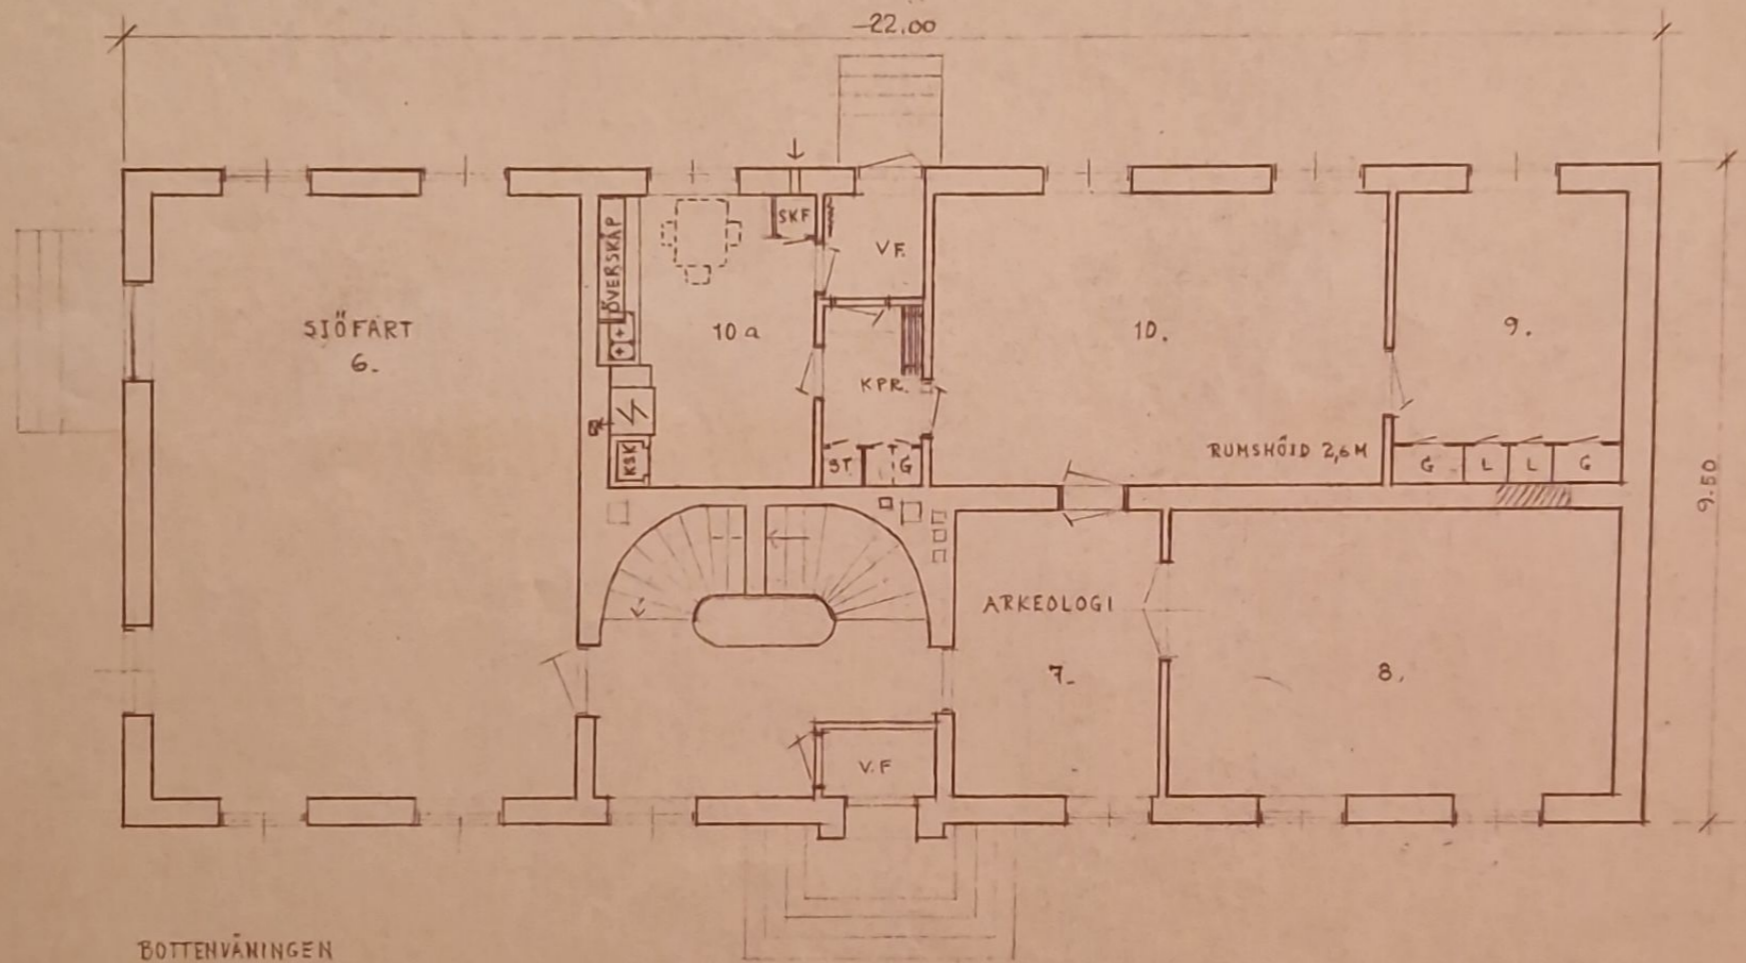 22.00
SKF
ÖVERSKÅP
V F.
SJÖFART
6.
10 a
10.
9.
KPR.
KSK
ST
G
RUMSHÖJD 2,6 M
G
L
L
G
9.50
ARKEOLOGI
7.
8.
V.F
BOTTENVÅNINGEN